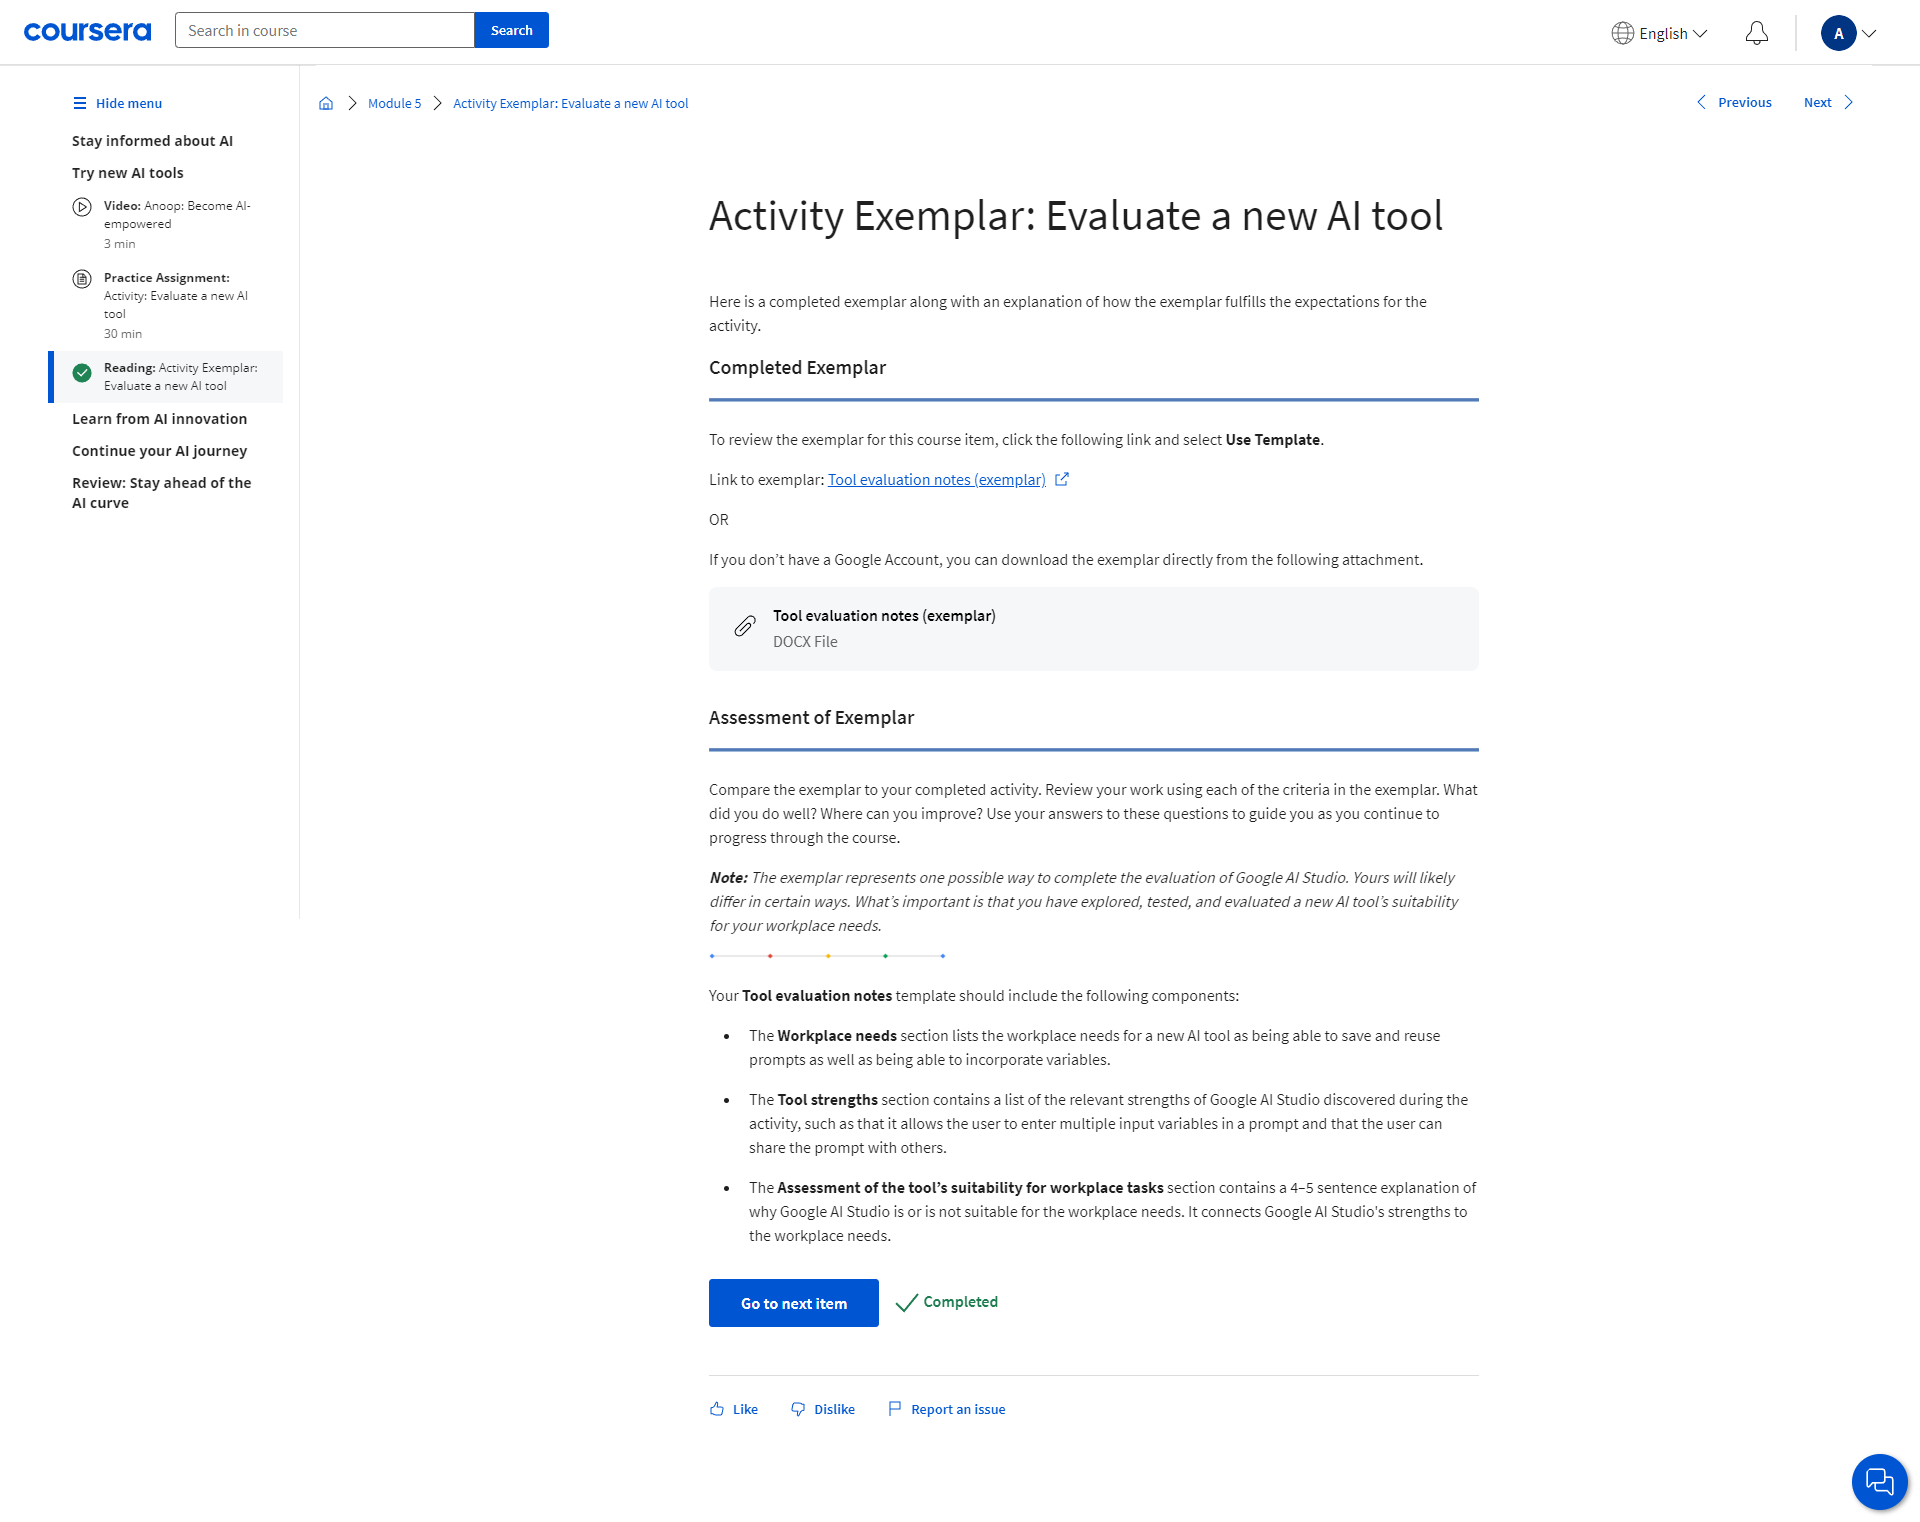 coursera
Search in course
Search
English
A
Hide menu
Stay informed about AI
Try new AI tools
Video: Anoop: Become AI-
empowered
3 min
Practice Assignment:
Activity: Evaluate a new AI
tool
30 min
Reading: Activity Exemplar:
Evaluate a new AI tool
Learn from AI innovation
Continue your AI journey
Review: Stay ahead of the
AI curve
Module 5
Activity Exemplar: Evaluate a new AI tool
Previous
Next
Activity Exemplar: Evaluate a new AI tool
Here is a completed exemplar along with an explanation of how the exemplar fulfills the expectations for the
activity.
Completed Exemplar
To review the exemplar for this course item, click the following link and select Use Template.
Link to exemplar: Tool evaluation notes (exemplar)
OR
If you don’t have a Google Account, you can download the exemplar directly from the following attachment.
Tool evaluation notes (exemplar)
DOCX File
Assessment of Exemplar
Compare the exemplar to your completed activity. Review your work using each of the criteria in the exemplar. What
did you do well? Where can you improve? Use your answers to these questions to guide you as you continue to
progress through the course.
Note: The exemplar represents one possible way to complete the evaluation of Google AI Studio. Yours will likely
differ in certain ways. What’s important is that you have explored, tested, and evaluated a new AI tool’s suitability
for your workplace needs.
Your Tool evaluation notes template should include the following components:
• The Workplace needs section lists the workplace needs for a new AI tool as being able to save and reuse
prompts as well as being able to incorporate variables.
• The Tool strengths section contains a list of the relevant strengths of Google AI Studio discovered during the
activity, such as that it allows the user to enter multiple input variables in a prompt and that the user can
share the prompt with others.
• The Assessment of the tool’s suitability for workplace tasks section contains a 4–5 sentence explanation of
why Google AI Studio is or is not suitable for the workplace needs. It connects Google AI Studio's strengths to
the workplace needs.
Go to next item
Completed
Like
Dislike
Report an issue